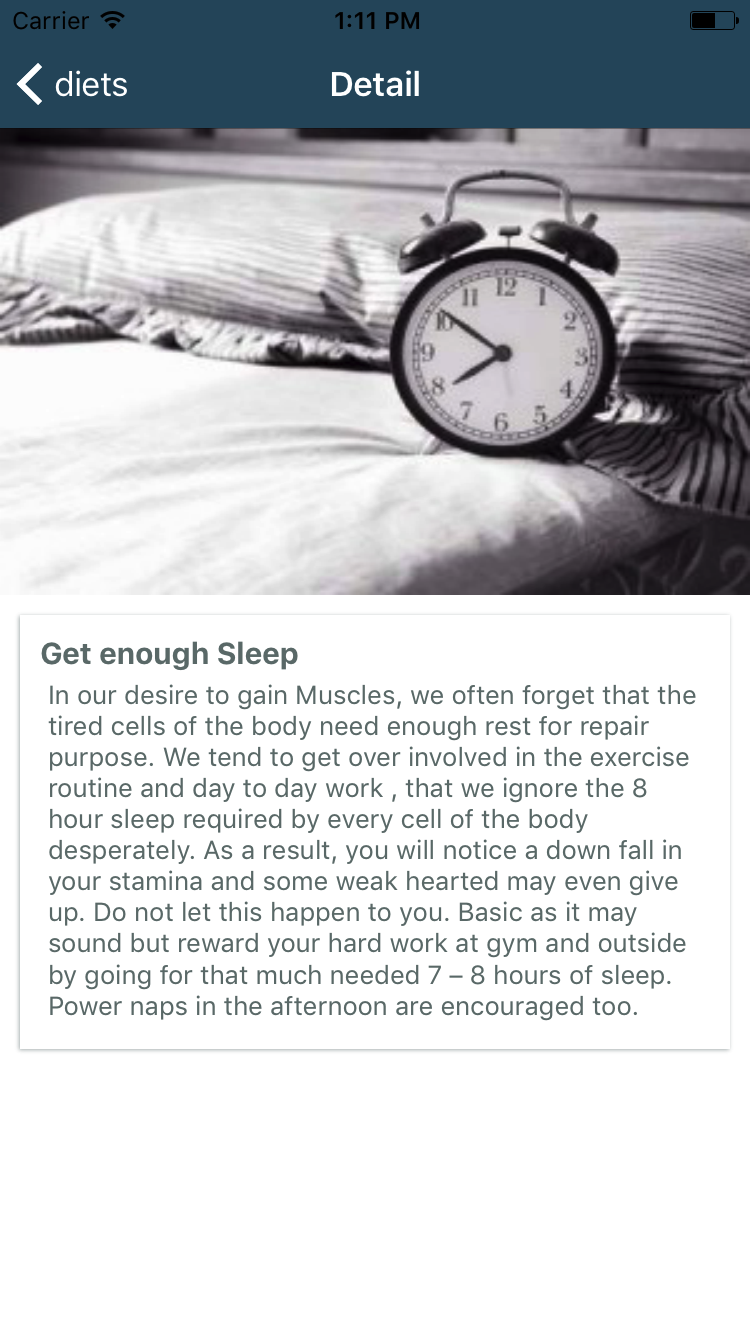 Carrier 1:11 PM
diets Detail
11 12 1
10 2
9 3
8 4
7 6 5
Get enough Sleep
In our desire to gain Muscles, we often forget that the
tired cells of the body need enough rest for repair
purpose. We tend to get over involved in the exercise
routine and day to day work , that we ignore the 8
hour sleep required by every cell of the body
desperately. As a result, you will notice a down fall in
your stamina and some weak hearted may even give
up. Do not let this happen to you. Basic as it may
sound but reward your hard work at gym and outside
by going for that much needed 7 – 8 hours of sleep.
Power naps in the afternoon are encouraged too.